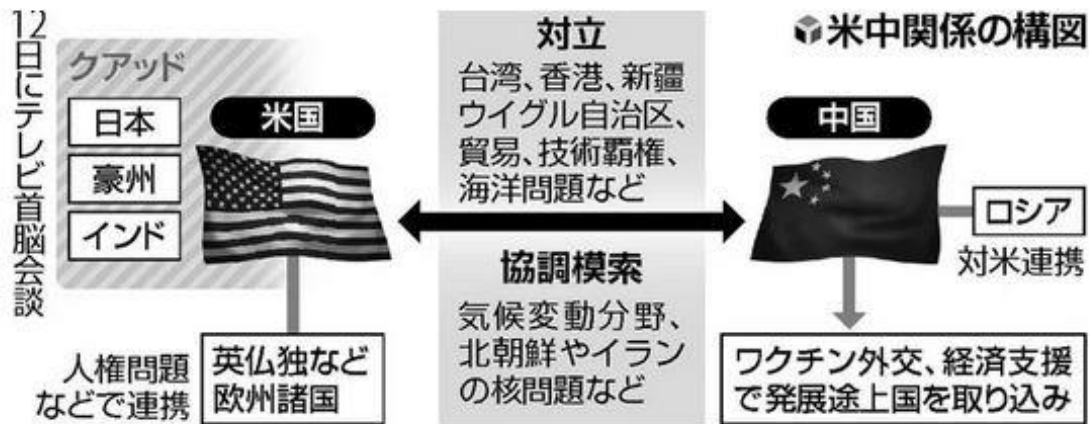 米中関係の構図
12日にテレビ首脳会談
クアッド
日本
豪州
インド
米国
人権問題
などで連携
英仏独など
欧州諸国
対立
台湾、香港、新疆
ウイグル自治区、
貿易、技術覇権、
海洋問題など
協調模索
気候変動分野、
北朝鮮やイラン
の核問題など
中国
ロシア
対米連携
ワクチン外交、経済支援
で発展途上国を取り込み